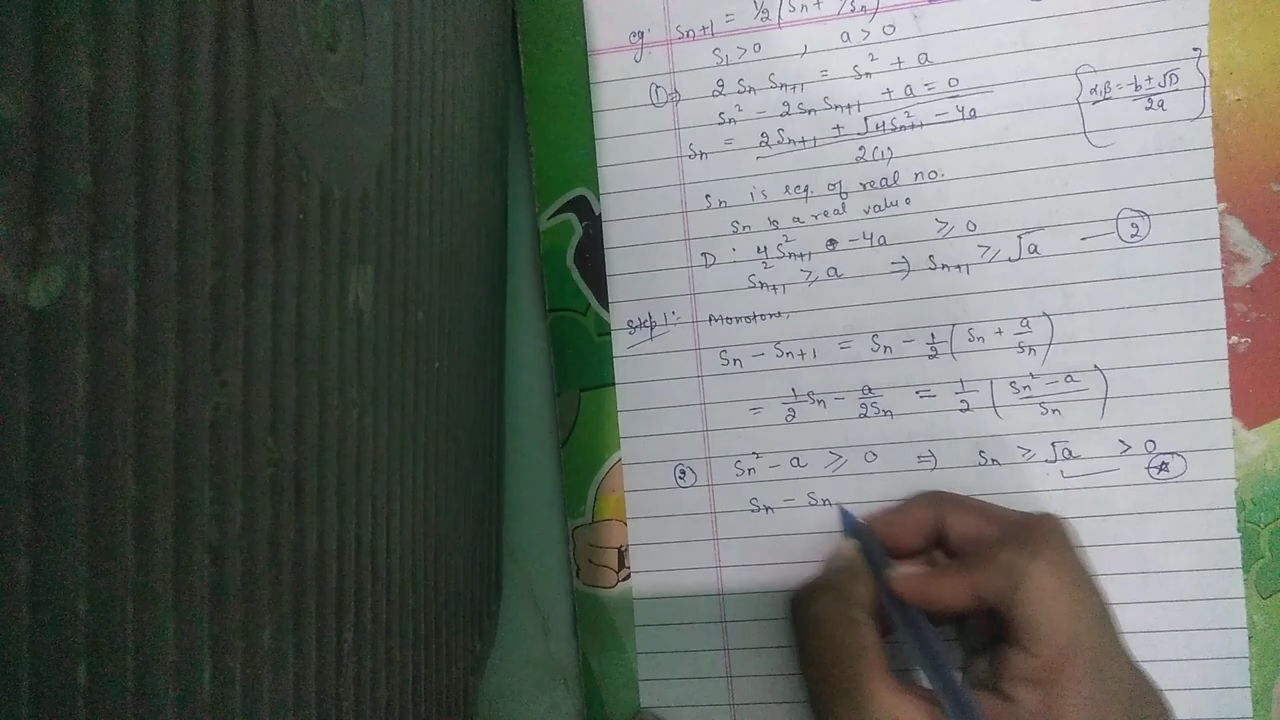 eg: Sn+1 = 1/2 (Sn + a/Sn)
S1 > 0 , a > 0
① ⇒ 2 Sn Sn+1 = Sn² + a
Sn² - 2 Sn Sn+1 + a = 0
{ α, β = -b ± √D / 2a }
Sn = 2Sn+1 + √4Sn+1² - 4a / 2(1)
Sn is seq. of real no.
Sn is a real value
D : 4Sn+1² - 4a ≥ 0
Sn+1² ≥ a ⇒ Sn+1 ≥ √a — ②
Step 1: Monotone,
Sn - Sn+1 = Sn - 1/2 (Sn + a/Sn)
= 1/2 Sn - a/2Sn = 1/2 (Sn² - a / Sn)
② Sn² - a ≥ 0 ⇒ Sn ≥ √a > 0 — ☆
Sn - Sn